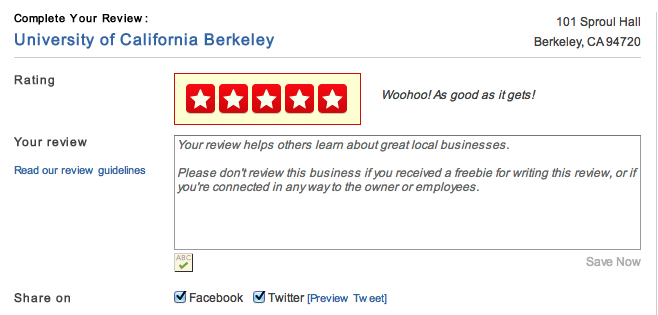 Complete Your Review:
University of California Berkeley
101 Sproul Hall
Berkeley, CA 94720
Rating
Woohoo! As good as it gets!
Your review
Read our review guidelines
Your review helps others learn about great local businesses.
Please don't review this business if you received a freebie for writing this review, or if
you're connected in any way to the owner or employees.
ABC
Save Now
Share on
Facebook
Twitter [Preview Tweet]